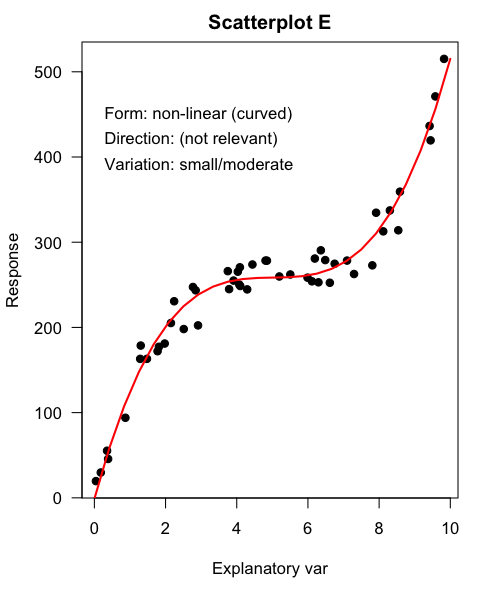 Scatterplot E
Form: non-linear (curved)
Direction: (not relevant)
Variation: small/moderate
500
400
300
200
100
0
Response
0 2 4 6 8 10
Explanatory var